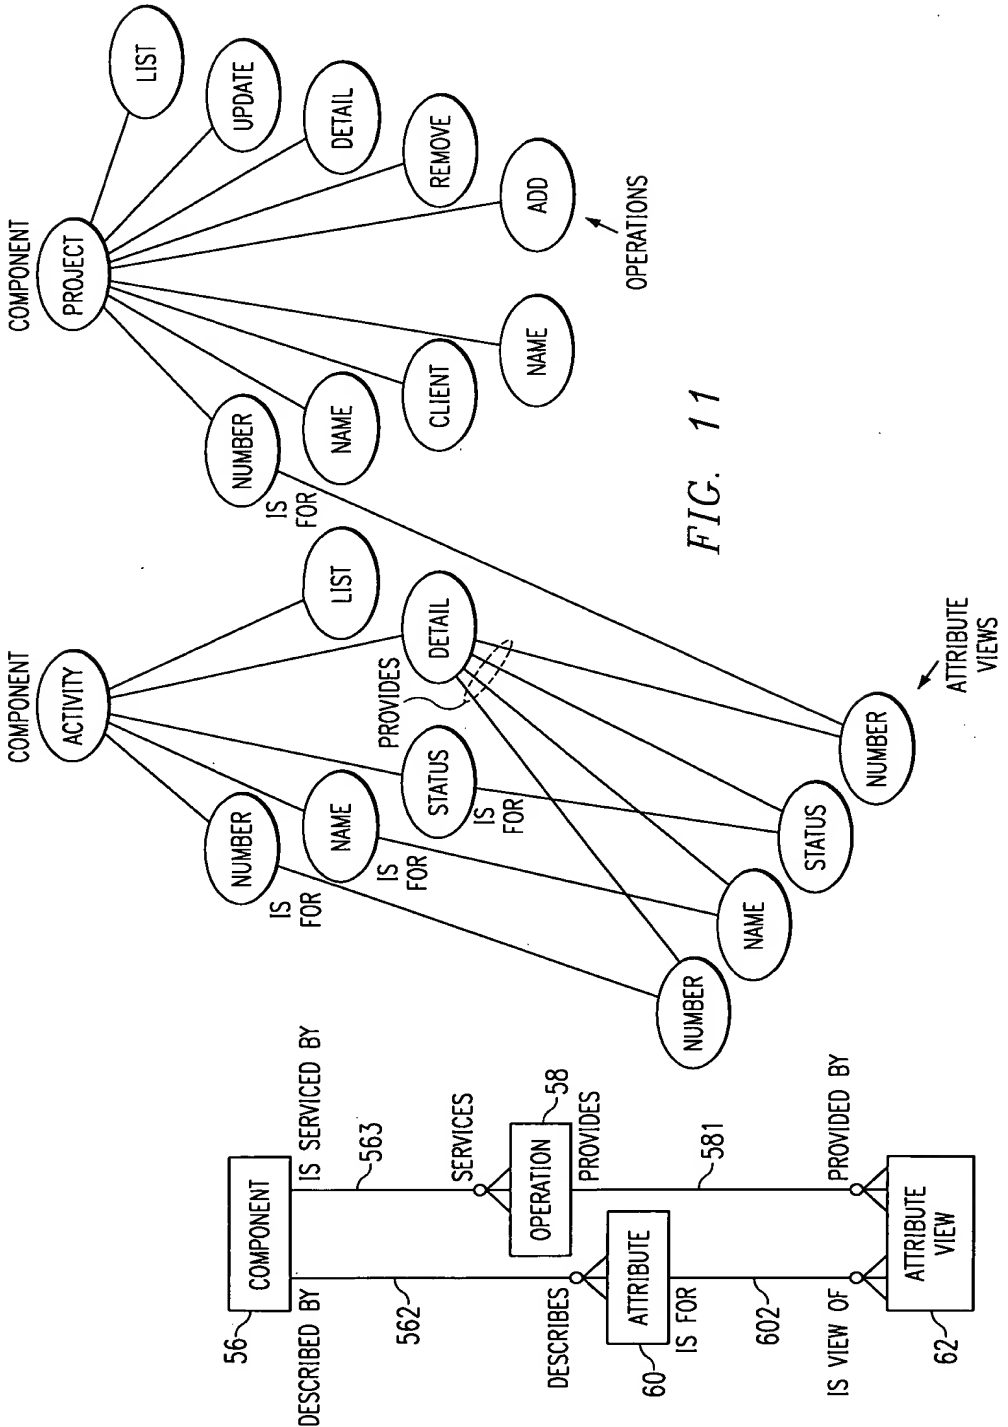 COMPONENT
56
DESCRIBED BY
IS SERVICED BY
562
563
SERVICES
OPERATION
58
PROVIDES
DESCRIBES
ATTRIBUTE
60
IS FOR
602
581
IS VIEW OF
PROVIDED BY
ATTRIBUTE
VIEW
62
COMPONENT
ACTIVITY
NUMBER
IS
FOR
NAME
IS
FOR
STATUS
IS
FOR
PROVIDES
DETAIL
LIST
NUMBER
NAME
STATUS
NUMBER
ATTRIBUTE
VIEWS
COMPONENT
PROJECT
NUMBER
IS
FOR
NAME
CLIENT
NAME
ADD
REMOVE
DETAIL
UPDATE
LIST
OPERATIONS
FIG. 11